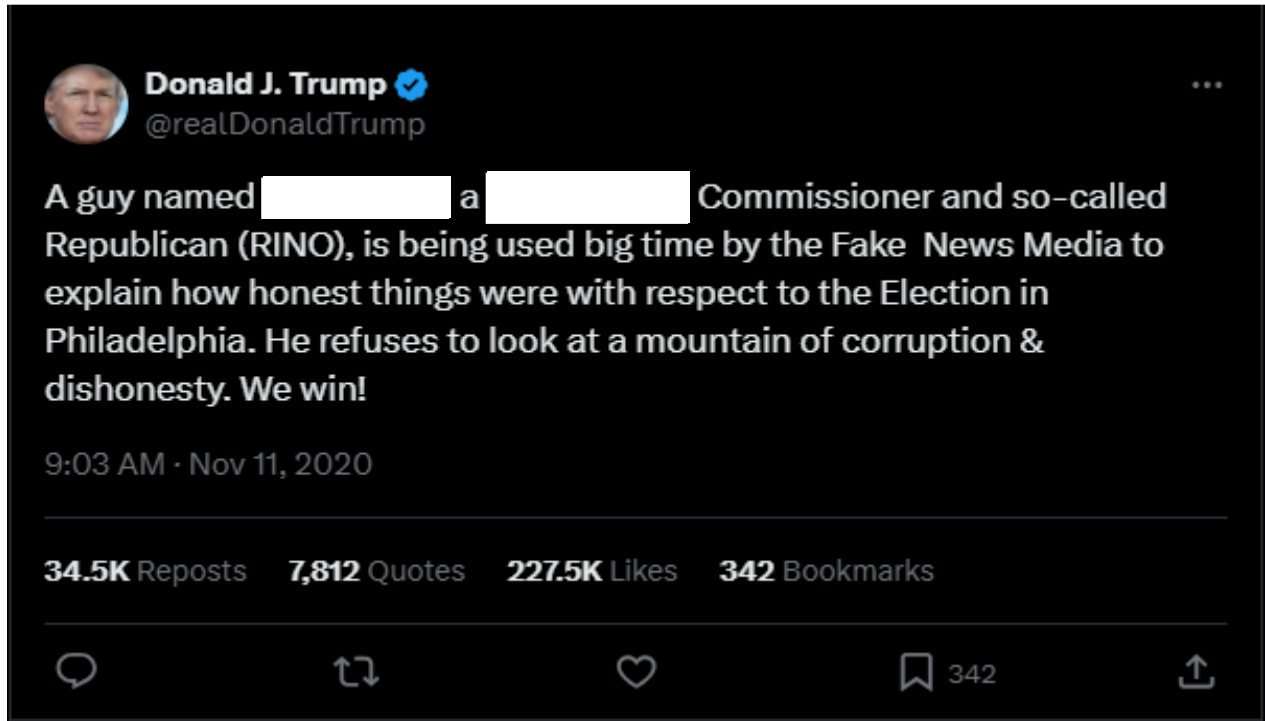 Donald J. Trump
@realDonaldTrump
A guy named a Commissioner and so-called
Republican (RINO), is being used big time by the Fake News Media to
explain how honest things were with respect to the Election in
Philadelphia. He refuses to look at a mountain of corruption &
dishonesty. We win!
9:03 AM · Nov 11, 2020
34.5K Reposts 7,812 Quotes 227.5K Likes 342 Bookmarks
342